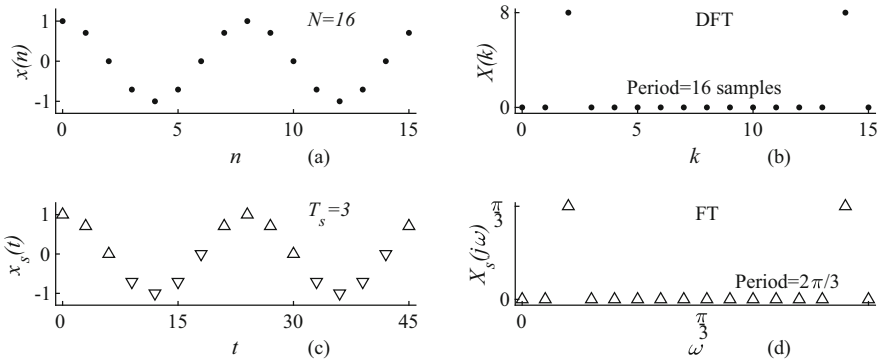 1
0
-1
x(n)
N=16
0 5 10 15
n (a)
8
0
X(k)
DFT
Period=16 samples
0 5 10 15
k (b)
1
0
-1
x_s(t)
T_s=3
0 15 30 45
t (c)
π
3
0
X_s(jω)
FT
Period=2π/3
0 π
3
ω (d)